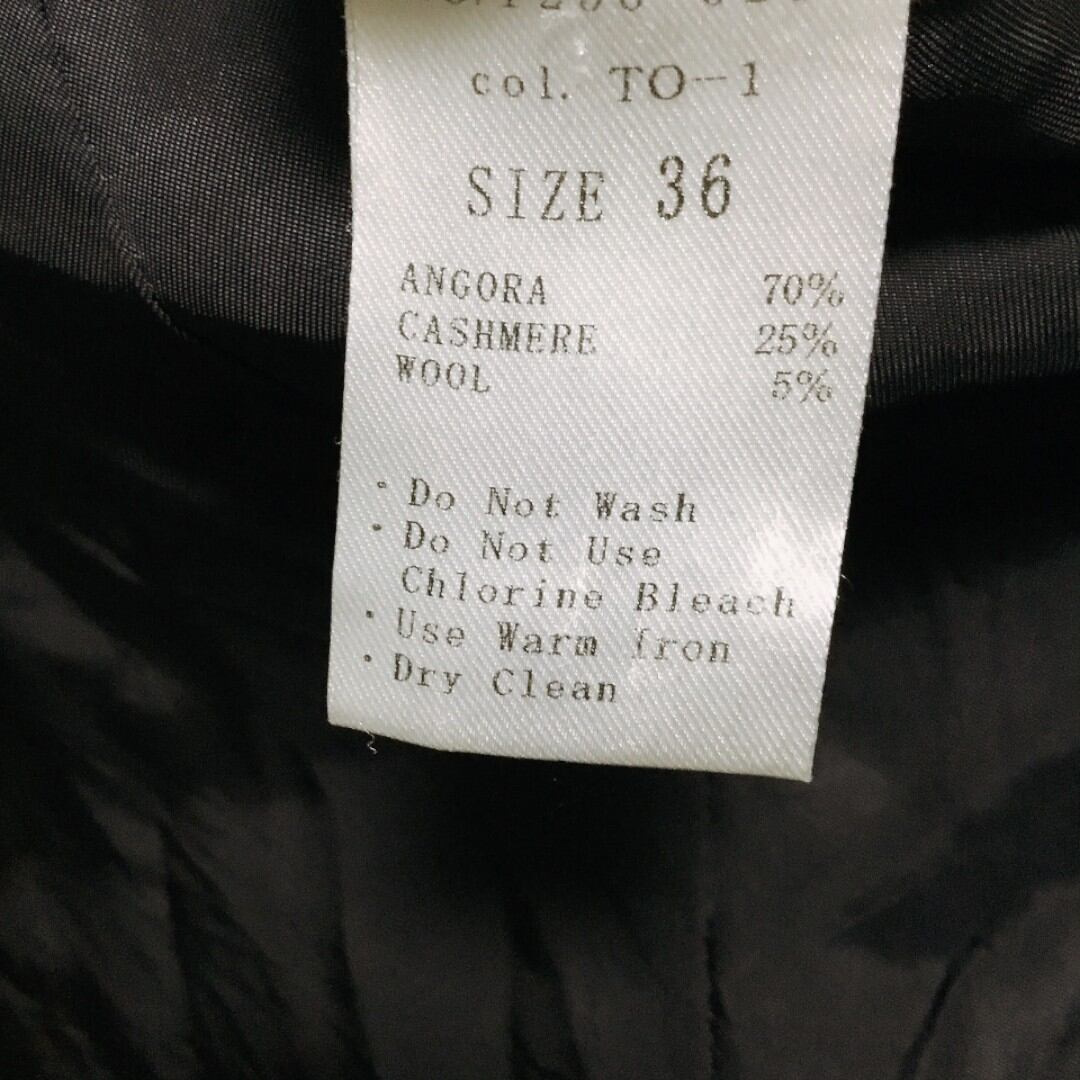 col. TO-1
SIZE 36
ANGORA 70%
CASHMERE 25%
WOOL 5%
・Do Not Wash
・Do Not Use
Chlorine Bleach
・Use Warm Iron
・Dry Clean